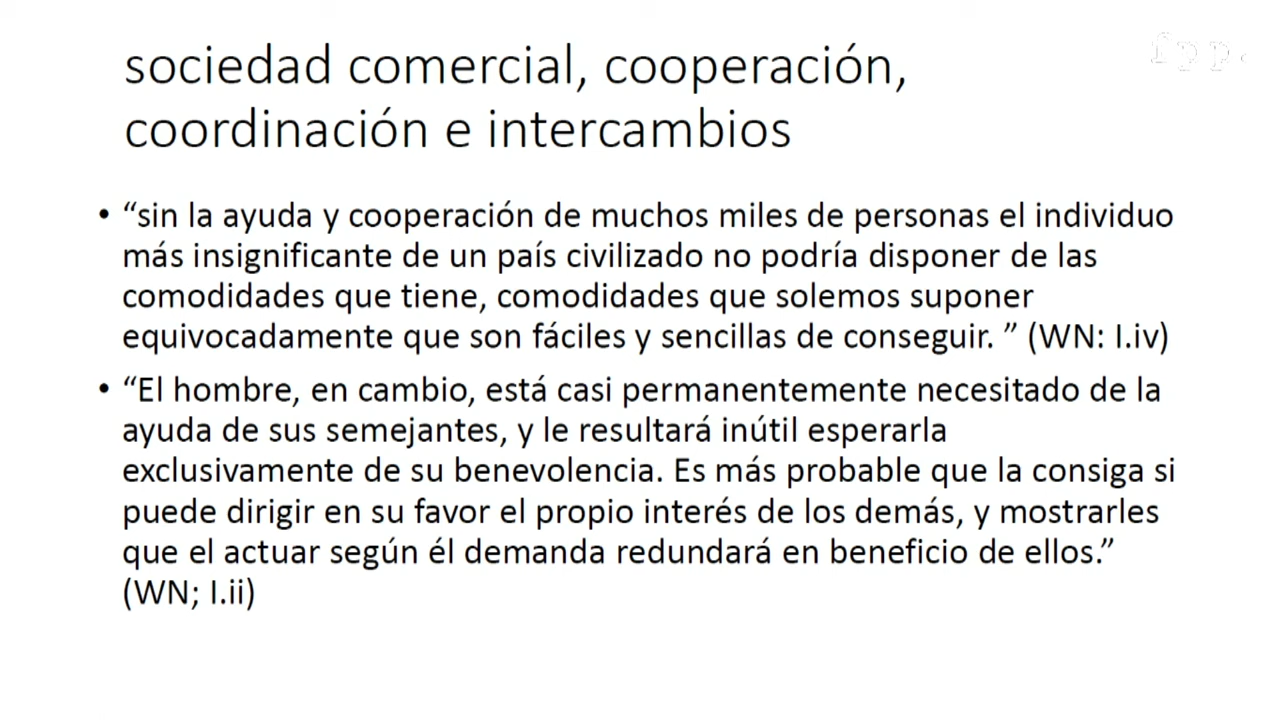 fpp.
sociedad comercial, cooperación,
coordinación e intercambios
• “sin la ayuda y cooperación de muchos miles de personas el individuo
más insignificante de un país civilizado no podría disponer de las
comodidades que tiene, comodidades que solemos suponer
equivocadamente que son fáciles y sencillas de conseguir. ” (WN: I.iv)
• “El hombre, en cambio, está casi permanentemente necesitado de la
ayuda de sus semejantes, y le resultará inútil esperarla
exclusivamente de su benevolencia. Es más probable que la consiga si
puede dirigir en su favor el propio interés de los demás, y mostrarles
que el actuar según él demanda redundará en beneficio de ellos.”
(WN; I.ii)